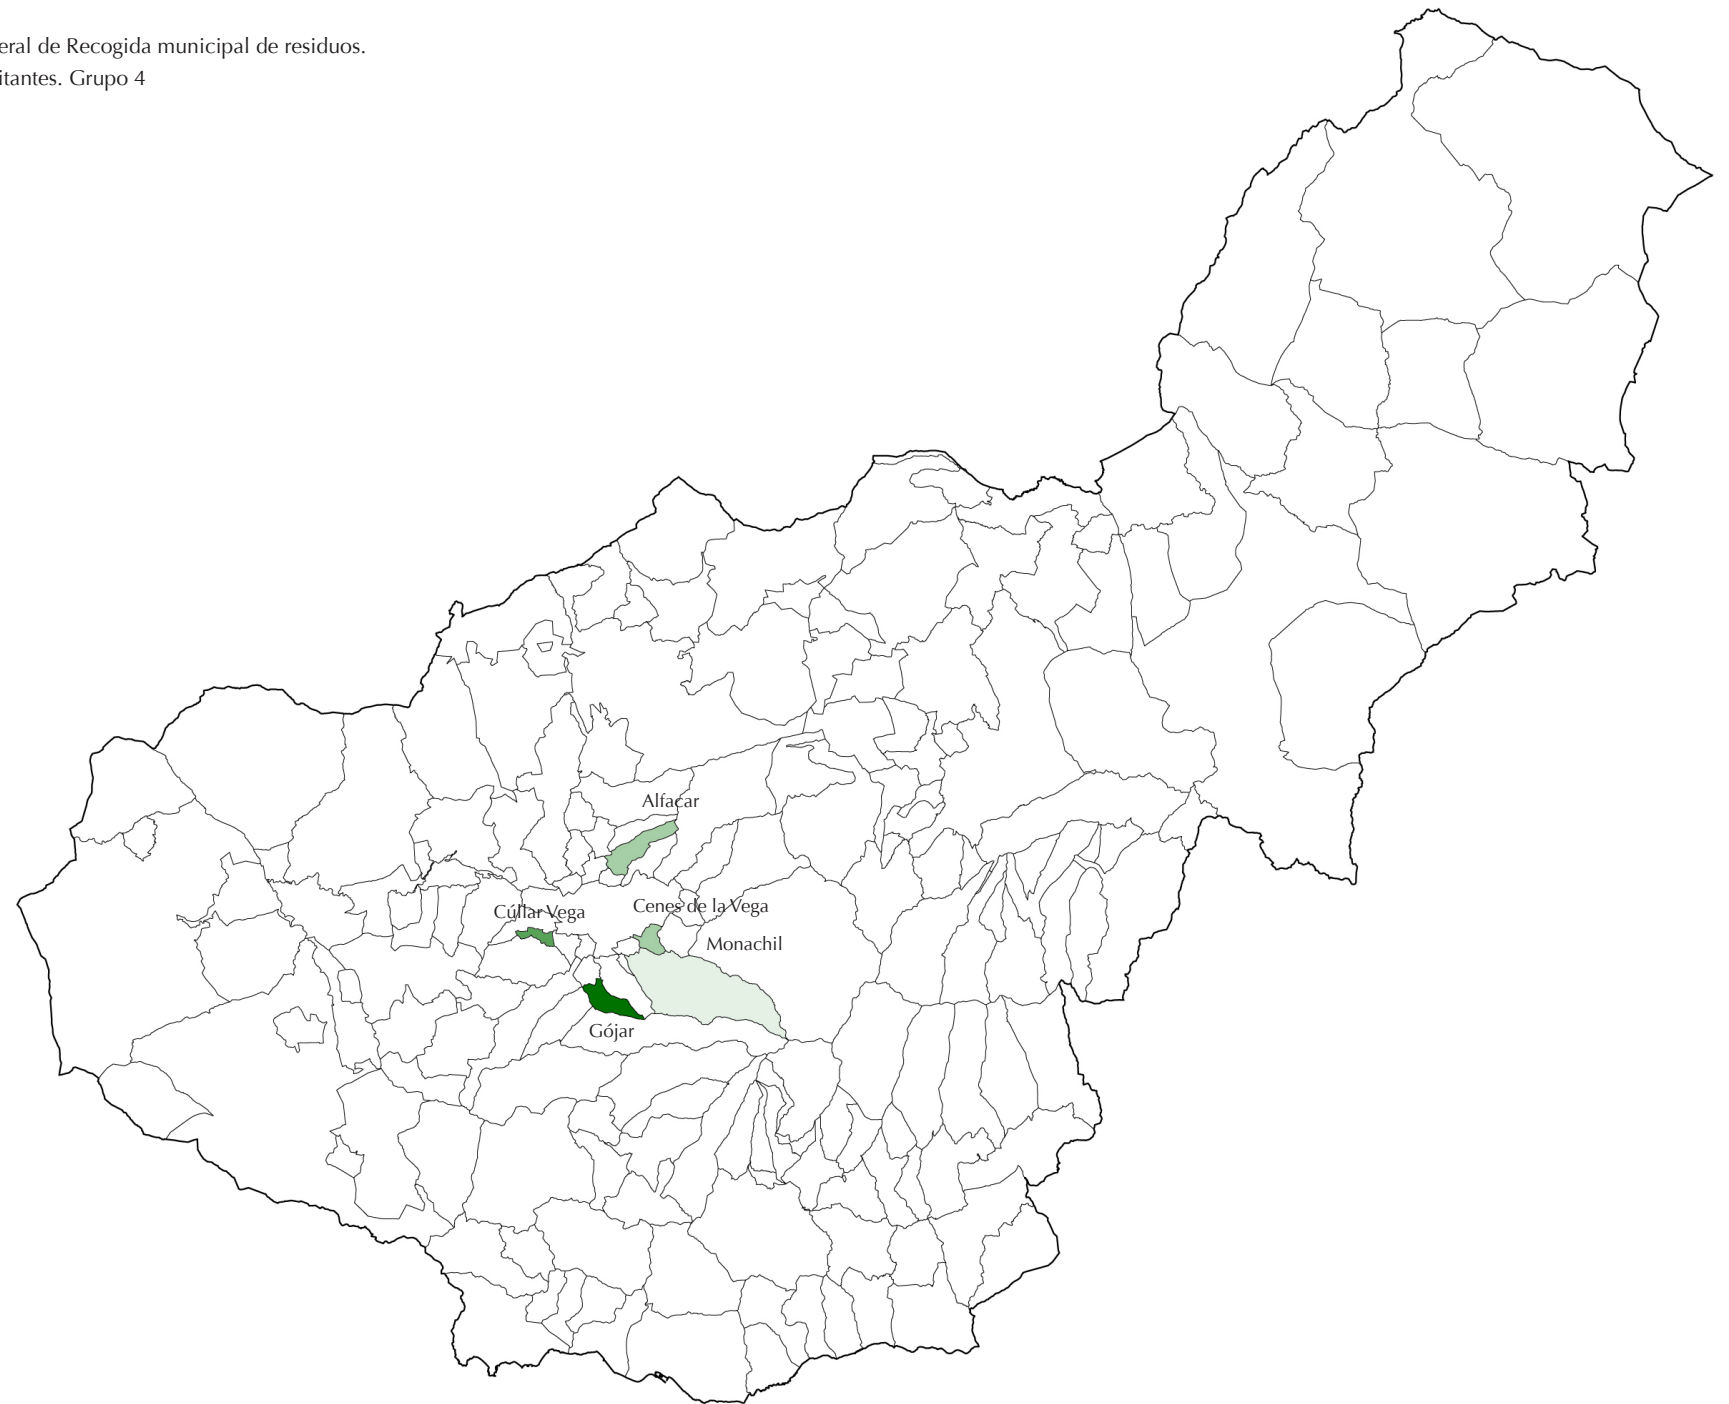 eral de Recogida municipal de residuos.
itantes. Grupo 4
Alfacar
Cúllar Vega
Cenes de la Vega
Monachil
Gójar